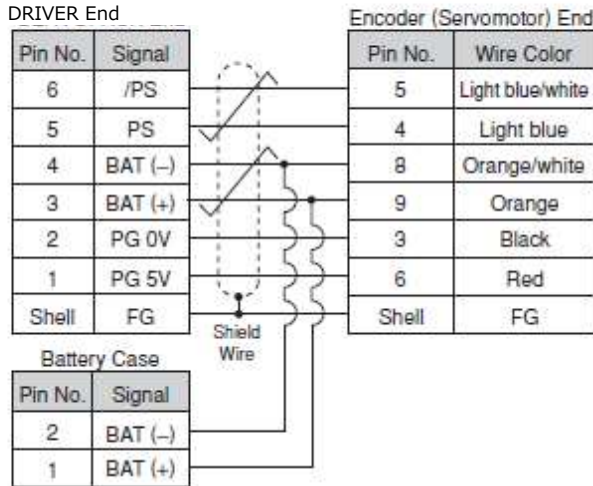 DRIVER End
Encoder (Servomotor) End
Pin No. Signal Pin No. Wire Color
6 /PS 5 Light blue/white
5 PS 4 Light blue
4 BAT (–) 8 Orange/white
3 BAT (+) 9 Orange
2 PG 0V 3 Black
1 PG 5V 6 Red
Shell FG Shell FG
Shield
Wire
Battery Case
Pin No. Signal
2 BAT (–)
1 BAT (+)